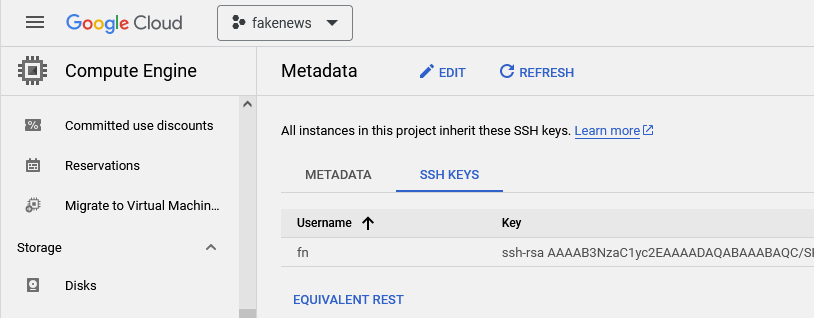 Google Cloud
fakenews
Compute Engine
Metadata
EDIT
REFRESH
Committed use discounts
Reservations
Migrate to Virtual Machin...
Storage
Disks
All instances in this project inherit these SSH keys. Learn more
METADATA
SSH KEYS
Username
Key
fn
ssh-rsa AAAAB3NzaC1yc2EAAAADAQABAAABAQC/S
EQUIVALENT REST